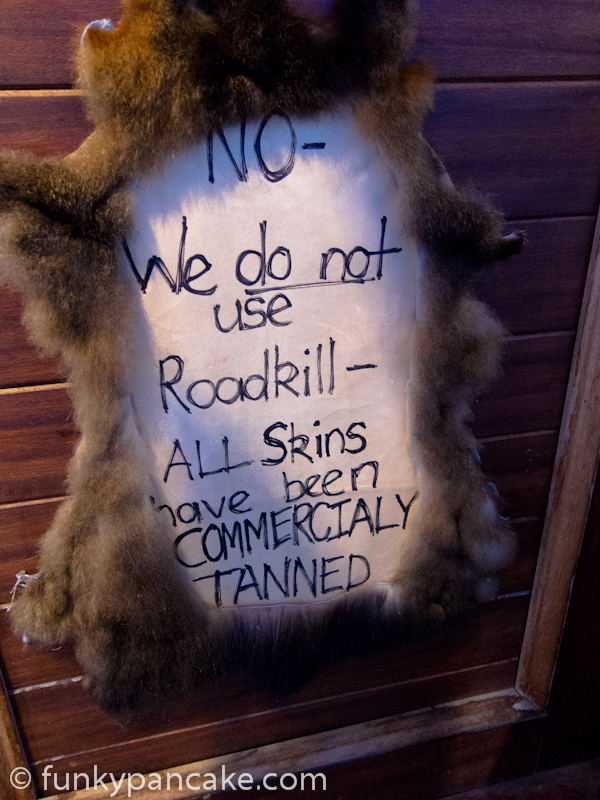 NO-
We do not
use
Roadkill -
ALL Skins
have been
COMMERCIALY
TANNED
© funkypancake.com